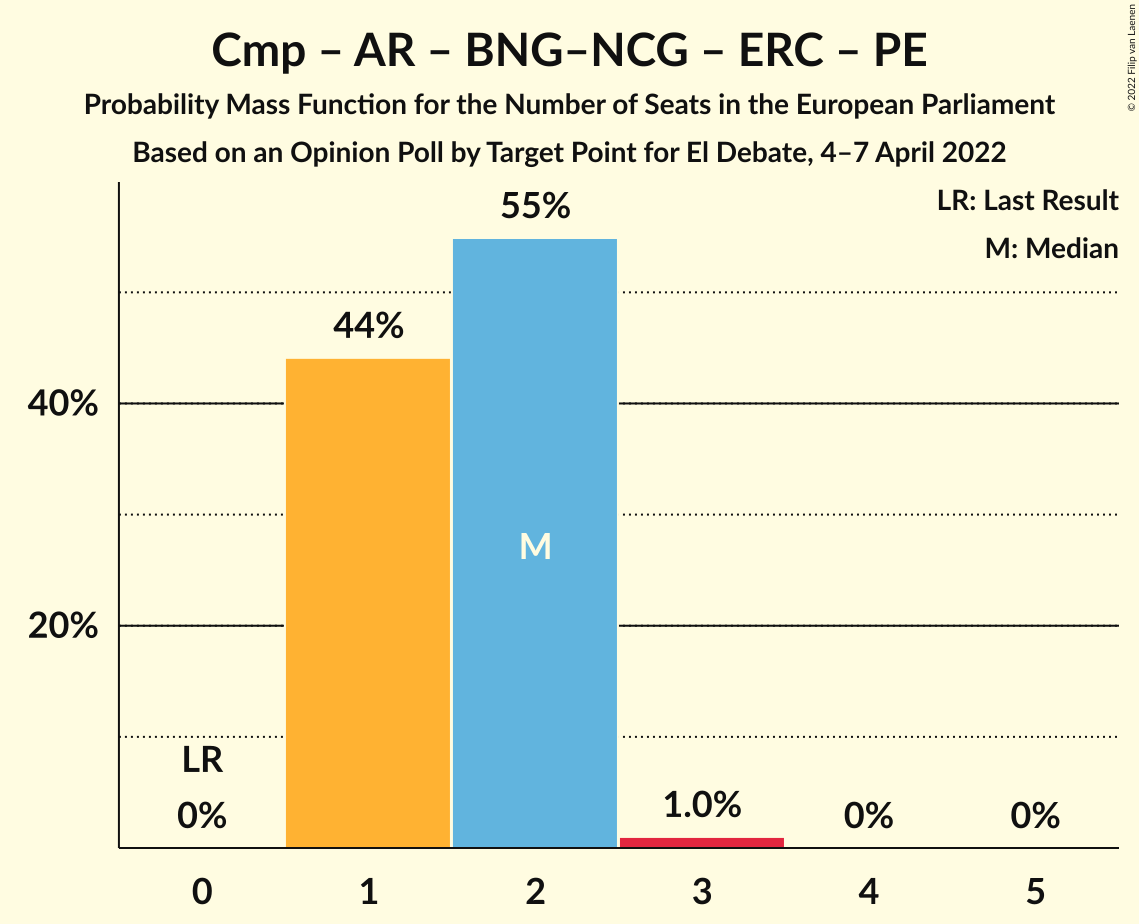 Cmp – AR – BNG–NCG – ERC – PE
Probability Mass Function for the Number of Seats in the European Parliament
Based on an Opinion Poll by Target Point for El Debate, 4–7 April 2022
© 2022 Filip van Laenen
LR: Last Result
M: Median
55%
44%
40%
M
20%
LR
0%
1.0%
0%
0%
0
1
2
3
4
5